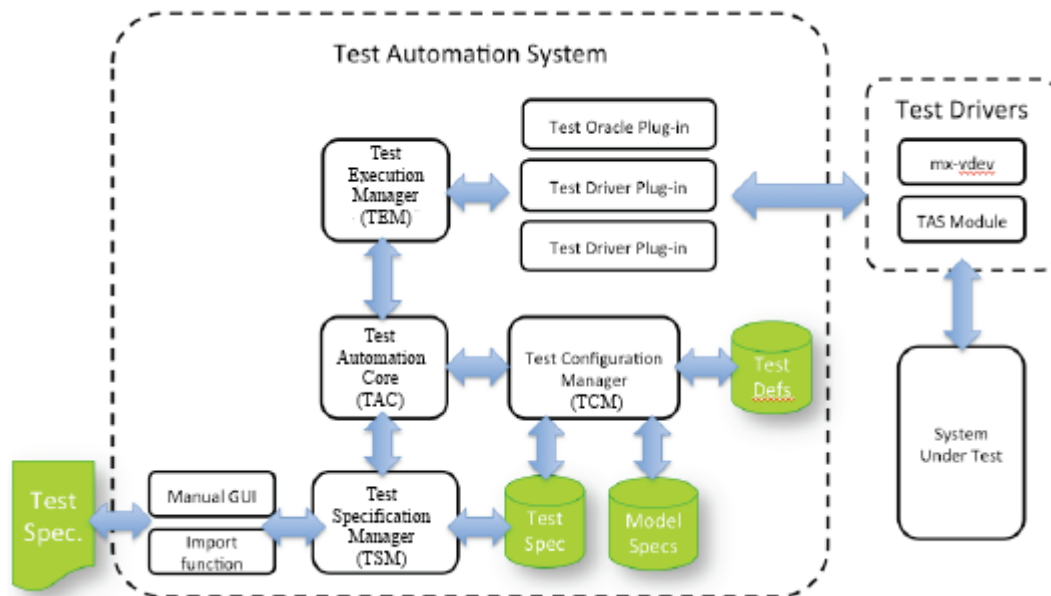 Test Automation System
Test Oracle Plug-in
Test
Execution
Manager
(TEM)
Test Driver Plug-in
Test Driver Plug-in
Test Drivers
mx-vdev
TAS Module
Test
Automation
Core
(TAC)
Test Configuration
Manager
(TCM)
Test
Defs
System
Under Test
Test
Spec.
Manual GUI
Import
function
Test
Specification
Manager
(TSM)
Test
Spec
Model
Specs